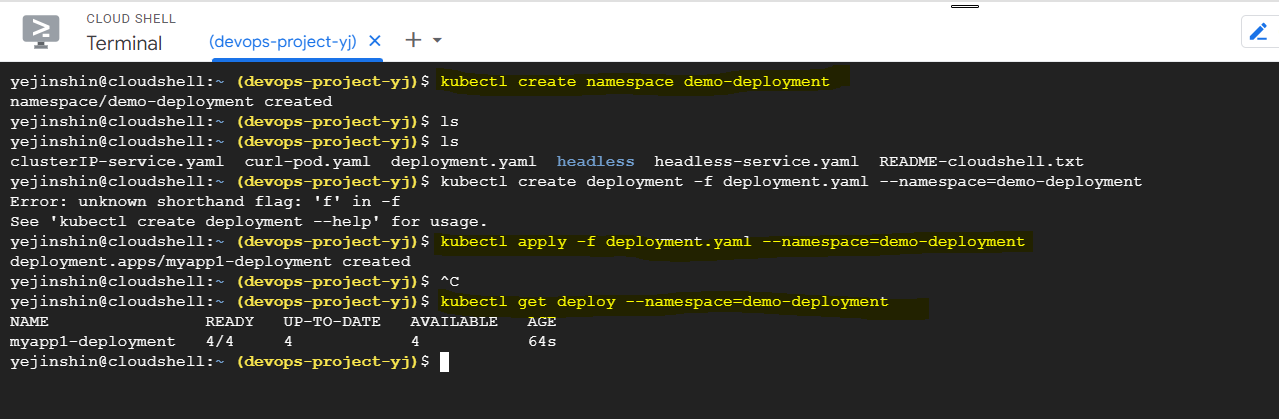 CLOUD SHELL
Terminal (devops-project-yj)
yejinshin@cloudshell:~ (devops-project-yj)$ kubectl create namespace demo-deployment
namespace/demo-deployment created
yejinshin@cloudshell:~ (devops-project-yj)$ ls
yejinshin@cloudshell:~ (devops-project-yj)$ ls
clusterIP-service.yaml  curl-pod.yaml  deployment.yaml  headless  headless-service.yaml  README-cloudshell.txt
yejinshin@cloudshell:~ (devops-project-yj)$ kubectl create deployment -f deployment.yaml --namespace=demo-deployment
Error: unknown shorthand flag: 'f' in -f
See 'kubectl create deployment --help' for usage.
yejinshin@cloudshell:~ (devops-project-yj)$ kubectl apply -f deployment.yaml --namespace=demo-deployment
deployment.apps/myapp1-deployment created
yejinshin@cloudshell:~ (devops-project-yj)$ ^C
yejinshin@cloudshell:~ (devops-project-yj)$ kubectl get deploy --namespace=demo-deployment
NAME                READY   UP-TO-DATE   AVAILABLE   AGE
myapp1-deployment   4/4     4            4           64s
yejinshin@cloudshell:~ (devops-project-yj)$